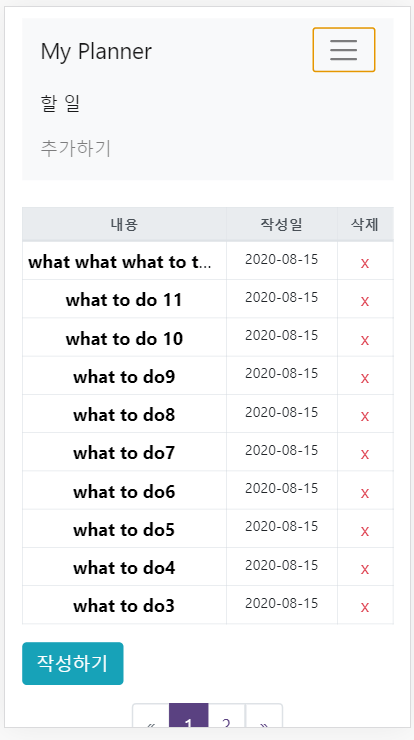 My Planner
할 일
추가하기
내용 작성일 삭제
what what what to t... 2020-08-15 x
what to do 11 2020-08-15 x
what to do 10 2020-08-15 x
what to do9 2020-08-15 x
what to do8 2020-08-15 x
what to do7 2020-08-15 x
what to do6 2020-08-15 x
what to do5 2020-08-15 x
what to do4 2020-08-15 x
what to do3 2020-08-15 x
작성하기
« 1 2 »